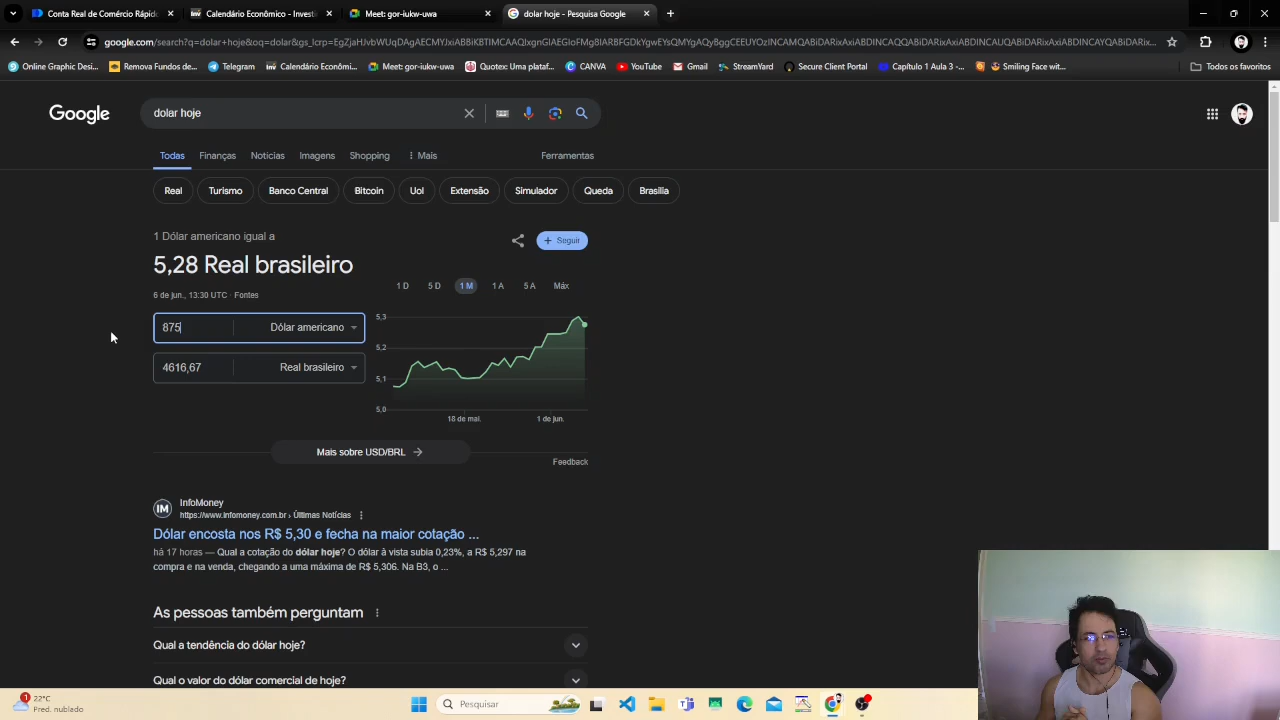 Conta Real de Comércio Rápido
Calendário Econômico - Investi
Meet: gor-iukw-uwa
dolar hoje - Pesquisa Google
google.com/search?q=dolar+hoje&oq=dolar&gs_lcrp=
Online Graphic Desi...
Remova Fundos de...
Telegram
Calendário Econômi...
Meet: gor-iukw-uwa
Quotex: Uma plataf...
CANVA
YouTube
Gmail
StreamYard
Secure Client Portal
Capítulo 1 Aula 3 –...
Smiling Face wit...
Todos os favoritos
Google
dolar hoje
Todas
Finanças
Notícias
Imagens
Shopping
Mais
Ferramentas
Real
Turismo
Banco Central
Bitcoin
Uol
Extensão
Simulador
Queda
Brasília
1 Dólar americano igual a
5,28 Real brasileiro
6 de jun., 13:30 UTC · Fontes
+ Seguir
875
Dólar americano
4616,67
Real brasileiro
1 D
5 D
1 M
1 A
5 A
Máx
5,3
5,2
5,1
5,0
18 de mai.
1 de jun.
Mais sobre USD/BRL
Feedback
IM
InfoMoney
https://www.infomoney.com.br › Últimas Notícias
Dólar encosta nos R$ 5,30 e fecha na maior cotação ...
há 17 horas — Qual a cotação do dólar hoje? O dólar à vista subia 0,23%, a R$ 5,297 na
compra e na venda, chegando a uma máxima de R$ 5,306. Na B3, o ...
As pessoas também perguntam
Qual a tendência do dólar hoje?
Qual o valor do dólar comercial de hoje?
1
22°C
Pred. nublado
Pesquisar